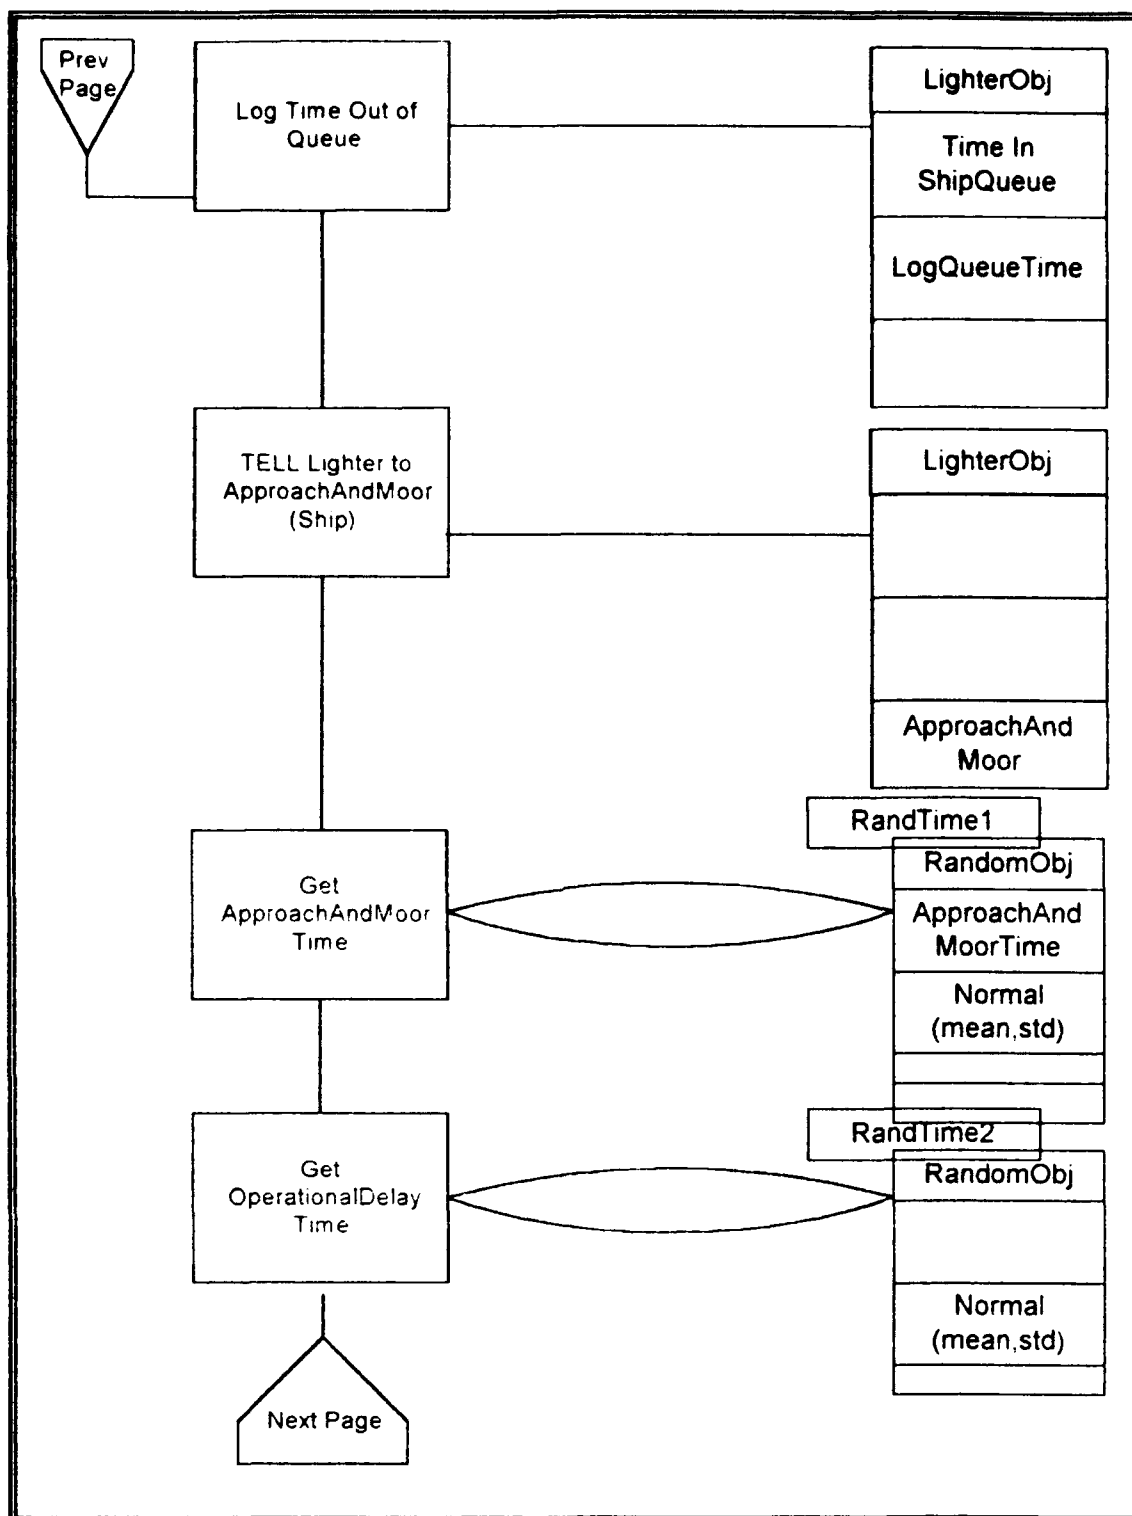 Prev
Page
Log Time Out of
Queue
LighterObj
Time In
ShipQueue
LogQueueTime
TELL Lighter to
ApproachAndMoor
(Ship)
LighterObj
ApproachAnd
Moor
RandTime1
RandomObj
Get
ApproachAndMoor
Time
ApproachAnd
MoorTime
Normal
(mean,std)
RandTime2
RandomObj
Get
OperationalDelay
Time
Normal
(mean,std)
Next Page